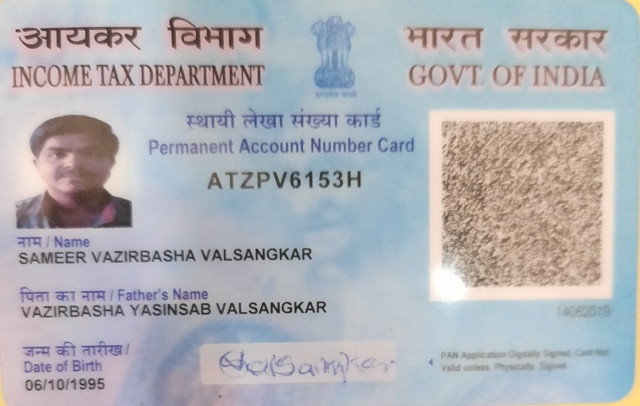 आयकर विभाग
INCOME TAX DEPARTMENT
भारत सरकार
GOVT. OF INDIA
स्थायी लेखा संख्या कार्ड
Permanent Account Number Card
ATZPV6153H
नाम / Name
SAMEER VAZIRBASHA VALSANGKAR
पिता का नाम / Father's Name
VAZIRBASHA YASINSAB VALSANGKAR
जन्म की तारीख /
Date of Birth
06/10/1995
PAN Application Digitally Signed, Card Not
Valid unless Physically Signed